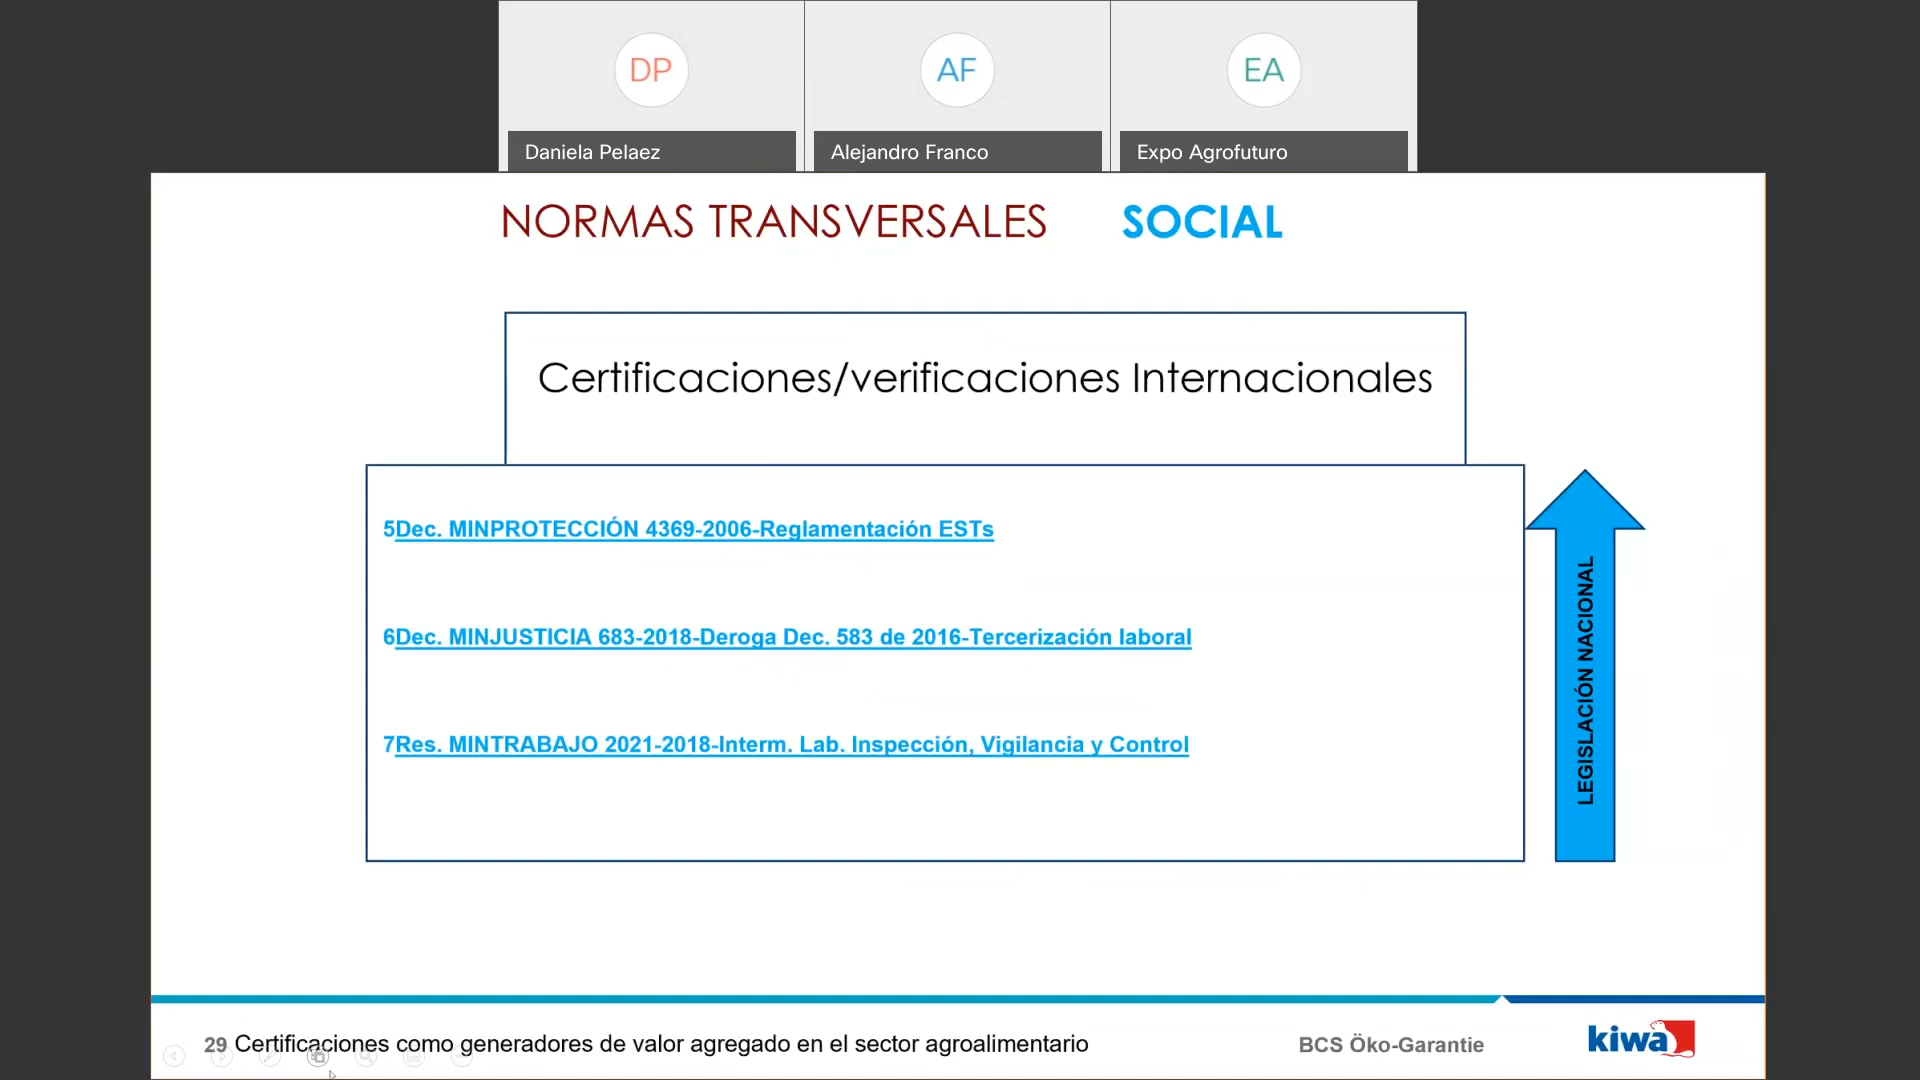 DP
AF
EA
Daniela Pelaez
Alejandro Franco
Expo Agrofuturo
NORMAS TRANSVERSALES SOCIAL
Certificaciones/verificaciones Internacionales
5Dec. MINPROTECCIÓN 4369-2006-Reglamentación ESTs
6Dec. MINJUSTICIA 683-2018-Deroga Dec. 583 de 2016-Tercerización laboral
7Res. MINTRABAJO 2021-2018-Interm. Lab. Inspección, Vigilancia y Control
LEGISLACIÓN NACIONAL
29 Certificaciones como generadores de valor agregado en el sector agroalimentario
BCS Öko-Garantie
kiwa